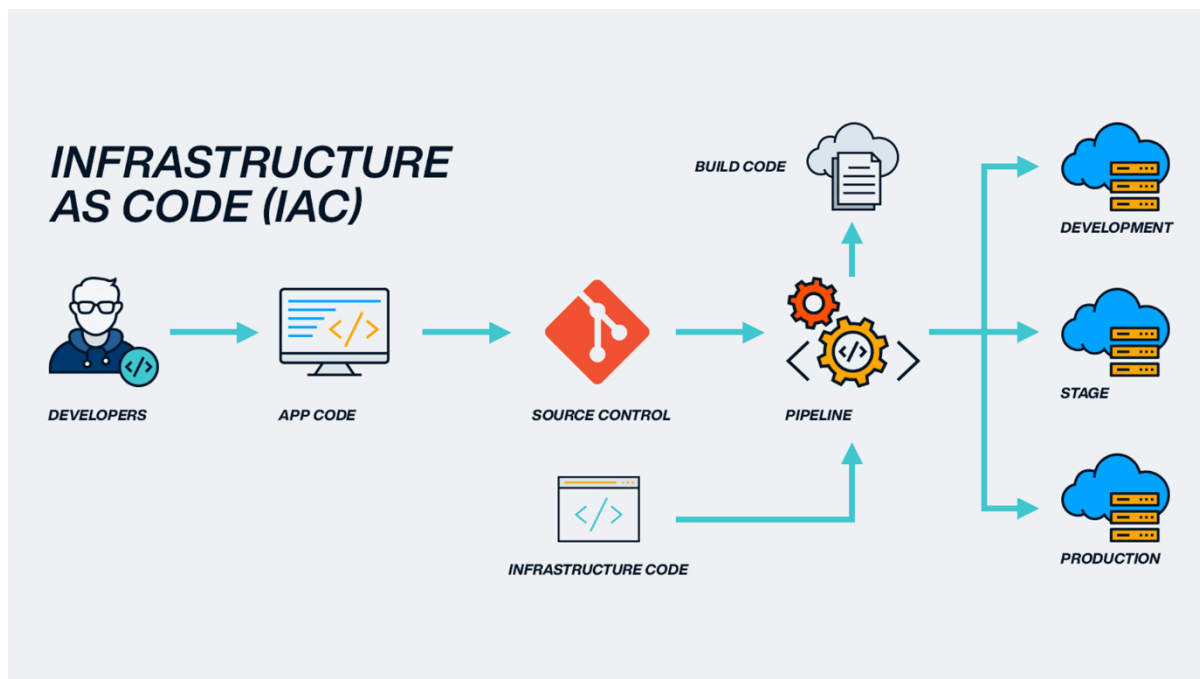 INFRASTRUCTURE
AS CODE (IAC)
BUILD CODE
DEVELOPMENT
</>
</>
</>
STAGE
DEVELOPERS
APP CODE
SOURCE CONTROL
PIPELINE
</>
INFRASTRUCTURE CODE
PRODUCTION